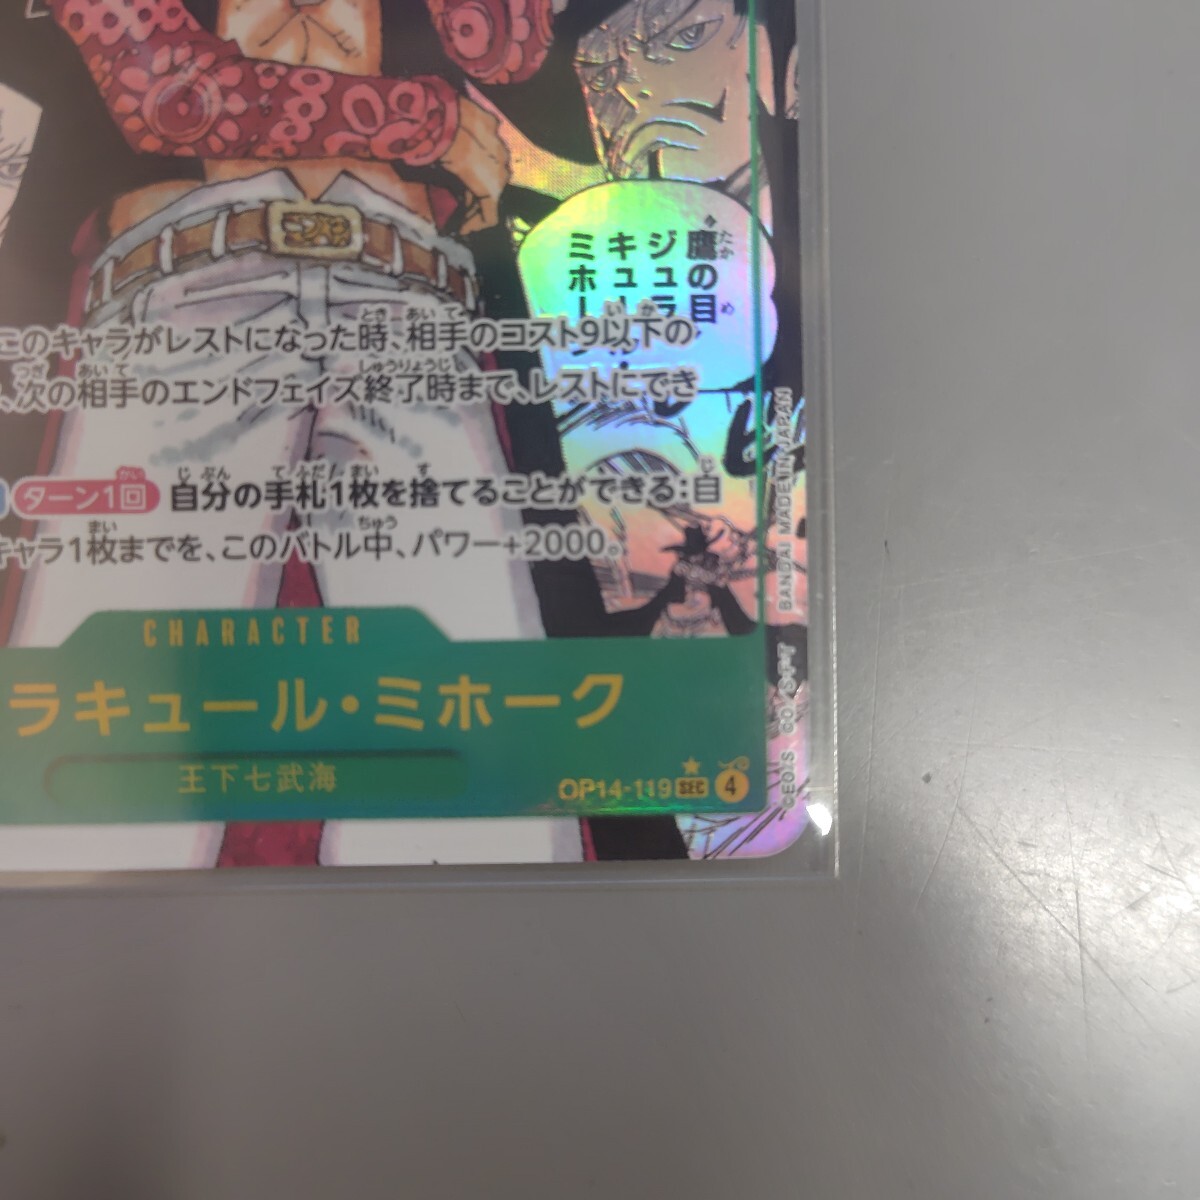 鷹の目
ジュラ
キュー
ミホー
このキャラがレストになった時、相手のコスト9以下の
、次の相手のエンドフェイズ終了時まで、レストにでき
ターン1回 自分の手札1枚を捨てることができる:自
キャラ1枚までを、このバトル中、パワー+2000。
CHARACTER
ラキュール・ミホーク
王下七武海
OP14-119 SEC 4
BANDAI MADE IN JAPAN